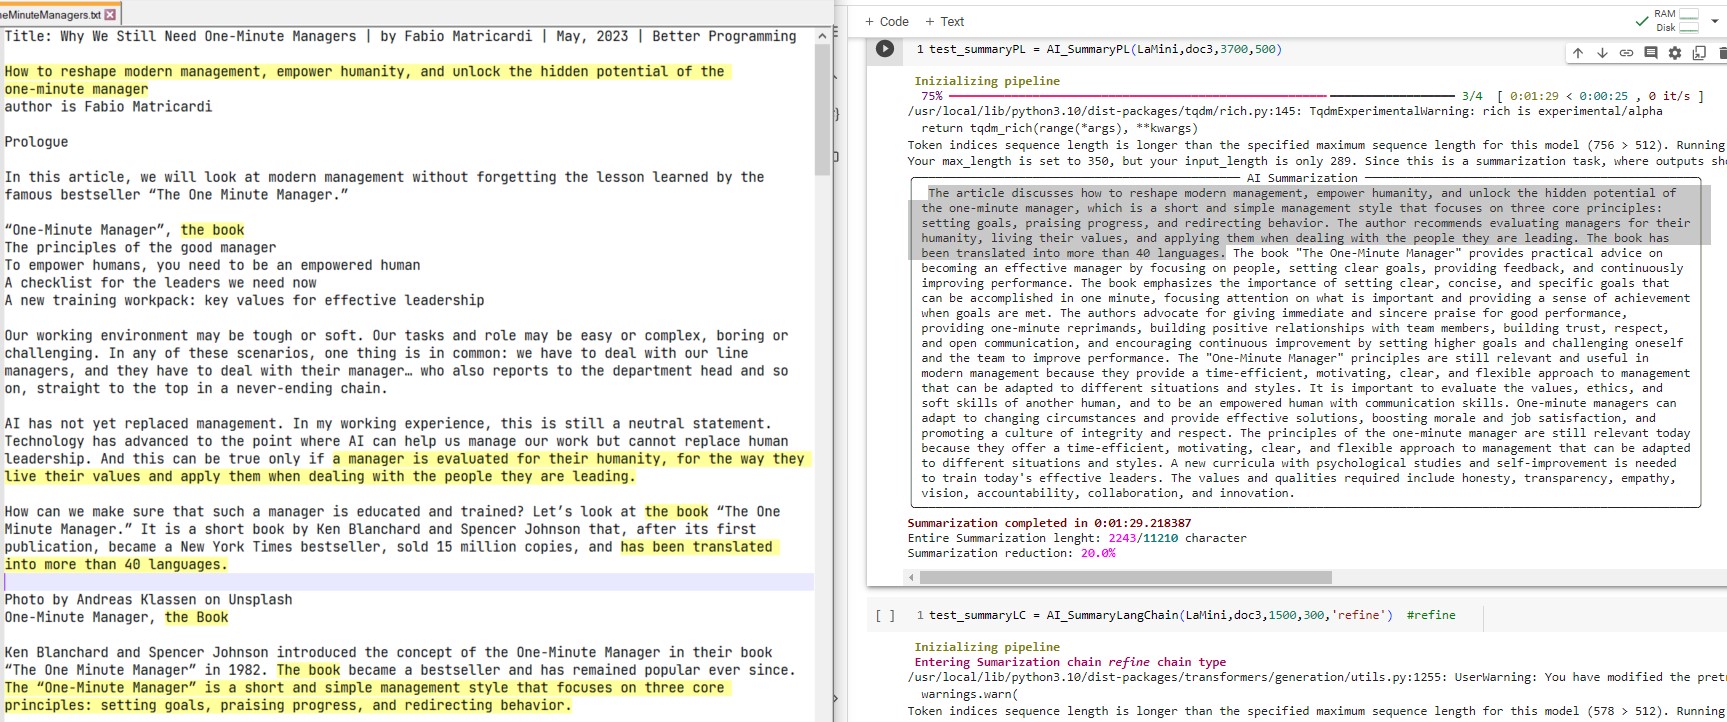 neMinuteManagers.txt
Title: Why We Still Need One-Minute Managers | by Fabio Matricardi | May, 2023 | Better Programming
How to reshape modern management, empower humanity, and unlock the hidden potential of the
one-minute manager
author is Fabio Matricardi
Prologue
In this article, we will look at modern management without forgetting the lesson learned by the
famous bestseller “The One Minute Manager.”
“One-Minute Manager”, the book
The principles of the good manager
To empower humans, you need to be an empowered human
A checklist for the leaders we need now
A new training workpack: key values for effective leadership
Our working environment may be tough or soft. Our tasks and role may be easy or complex, boring or
challenging. In any of these scenarios, one thing is in common: we have to deal with our line
managers, and they have to deal with their manager… who also reports to the department head and so
on, straight to the top in a never-ending chain.
AI has not yet replaced management. In my working experience, this is still a neutral statement.
Technology has advanced to the point where AI can help us manage our work but cannot replace human
leadership. And this can be true only if a manager is evaluated for their humanity, for the way they
live their values and apply them when dealing with the people they are leading.
How can we make sure that such a manager is educated and trained? Let’s look at the book “The One
Minute Manager.” It is a short book by Ken Blanchard and Spencer Johnson that, after its first
publication, became a New York Times bestseller, sold 15 million copies, and has been translated
into more than 40 languages.
Photo by Andreas Klassen on Unsplash
One-Minute Manager, the Book
Ken Blanchard and Spencer Johnson introduced the concept of the One-Minute Manager in their book
“The One Minute Manager” in 1982. The book became a bestseller and has remained popular ever since.
The “One-Minute Manager” is a short and simple management style that focuses on three core
principles: setting goals, praising progress, and redirecting behavior.
+ Code + Text
RAM
Disk
1 test_summaryPL = AI_SummaryPL(LaMini,doc3,3700,500)
Inizializing pipeline
75% 3/4 [ 0:01:29 < 0:00:25 , 0 it/s ]
/usr/local/lib/python3.10/dist-packages/tqdm/rich.py:145: TqdmExperimentalWarning: rich is experimental/alpha
return tqdm_rich(range(*args), **kwargs)
Token indices sequence length is longer than the specified maximum sequence length for this model (756 > 512). Running
Your max_length is set to 350, but your input_length is only 289. Since this is a summarization task, where outputs sh
AI Summarization
The article discusses how to reshape modern management, empower humanity, and unlock the hidden potential of
the one-minute manager, which is a short and simple management style that focuses on three core principles:
setting goals, praising progress, and redirecting behavior. The author recommends evaluating managers for their
humanity, living their values, and applying them when dealing with the people they are leading. The book has
been translated into more than 40 languages. The book "The One-Minute Manager" provides practical advice on
becoming an effective manager by focusing on people, setting clear goals, providing feedback, and continuously
improving performance. The book emphasizes the importance of setting clear, concise, and specific goals that
can be accomplished in one minute, focusing attention on what is important and providing a sense of achievement
when goals are met. The authors advocate for giving immediate and sincere praise for good performance,
providing one-minute reprimands, building positive relationships with team members, building trust, respect,
and open communication, and encouraging continuous improvement by setting higher goals and challenging oneself
and the team to improve performance. The "One-Minute Manager" principles are still relevant and useful in
modern management because they provide a time-efficient, motivating, clear, and flexible approach to management
that can be adapted to different situations and styles. It is important to evaluate the values, ethics, and
soft skills of another human, and to be an empowered human with communication skills. One-minute managers can
adapt to changing circumstances and provide effective solutions, boosting morale and job satisfaction, and
promoting a culture of integrity and respect. The principles of the one-minute manager are still relevant today
because they offer a time-efficient, motivating, clear, and flexible approach to management that can be adapted
to different situations and styles. A new curricula with psychological studies and self-improvement is needed
to train today's effective leaders. The values and qualities required include honesty, transparency, empathy,
vision, accountability, collaboration, and innovation.
Summarization completed in 0:01:29.218387
Entire Summarization lenght: 2243/11210 character
Summarization reduction: 20.0%
[ ] 1 test_summaryLC = AI_SummaryLangChain(LaMini,doc3,1500,300,'refine') #refine
Inizializing pipeline
Entering Sumarization chain refine chain type
/usr/local/lib/python3.10/dist-packages/transformers/generation/utils.py:1255: UserWarning: You have modified the pret
warnings.warn(
Token indices sequence length is longer than the specified maximum sequence length for this model (578 > 512). Running